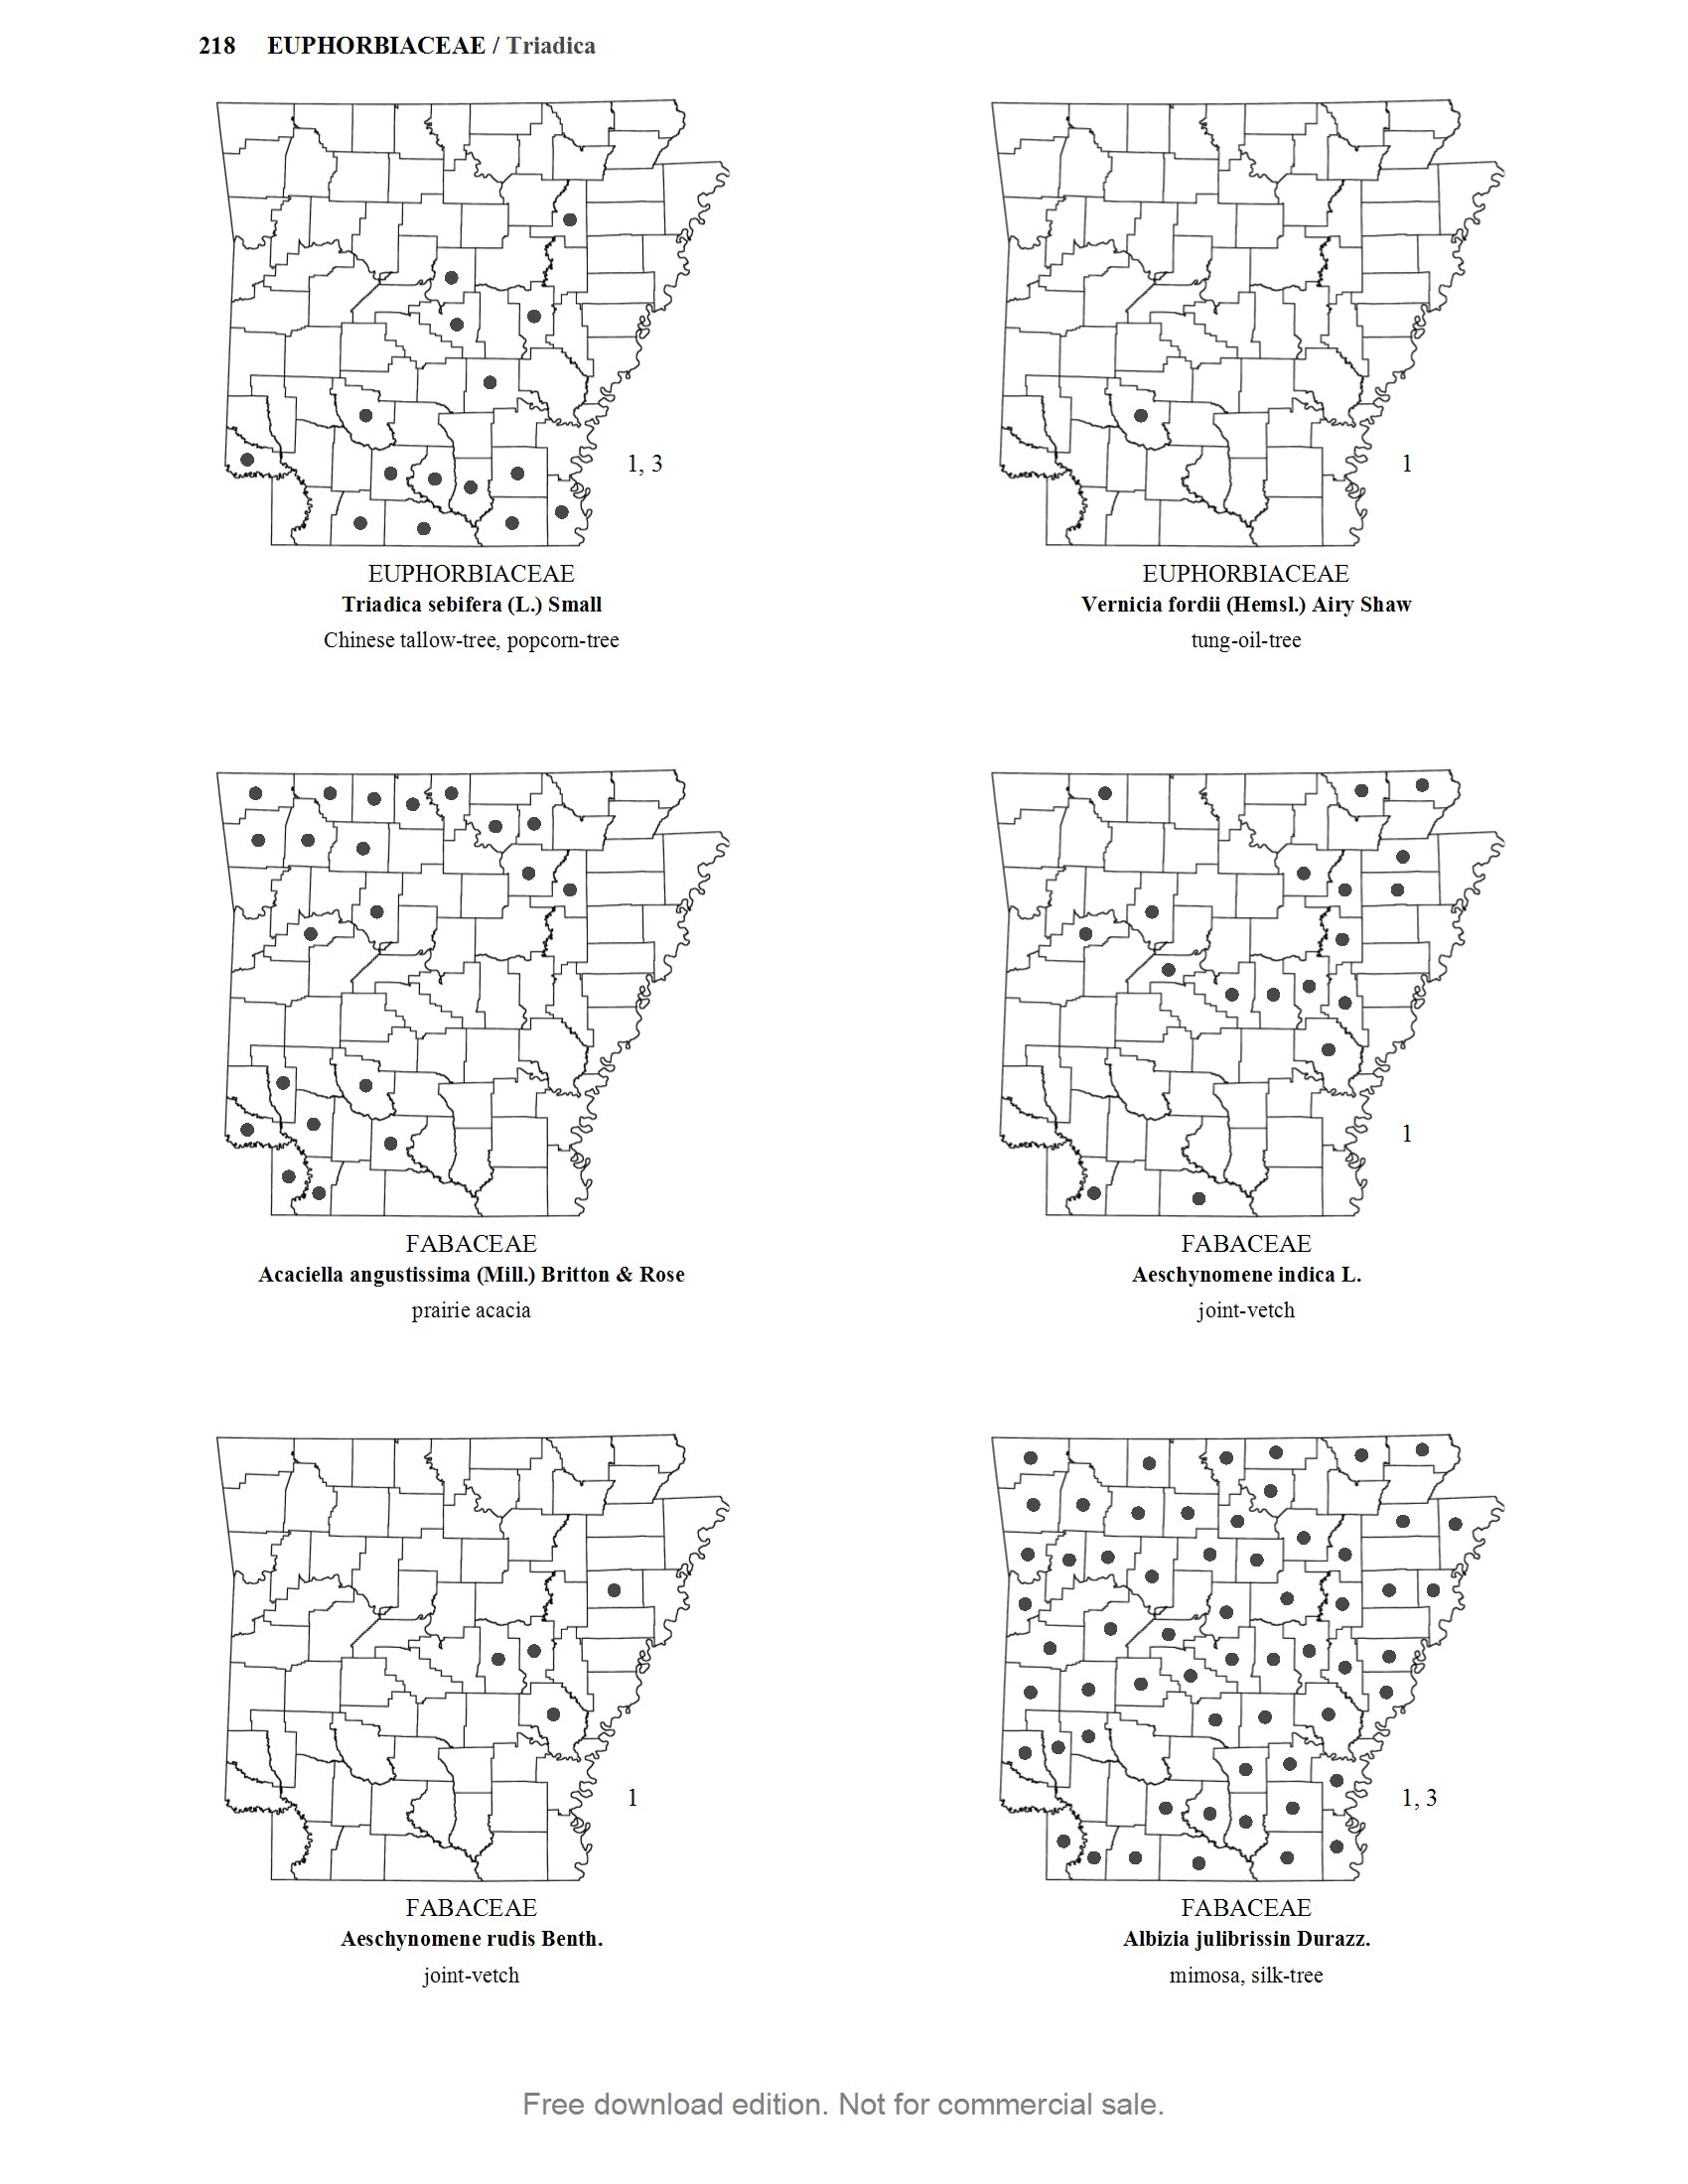 218 EUPHORBIACEAE / Triadica
1, 3
EUPHORBIACEAE
Triadica sebifera (L.) Small
Chinese tallow-tree, popcorn-tree
1
EUPHORBIACEAE
Vernicia fordii (Hemsl.) Airy Shaw
tung-oil-tree
FABACEAE
Acaciella angustissima (Mill.) Britton & Rose
prairie acacia
1
FABACEAE
Aeschynomene indica L.
joint-vetch
1
FABACEAE
Aeschynomene rudis Benth.
joint-vetch
1, 3
FABACEAE
Albizia julibrissin Durazz.
mimosa, silk-tree
Free download edition. Not for commercial sale.